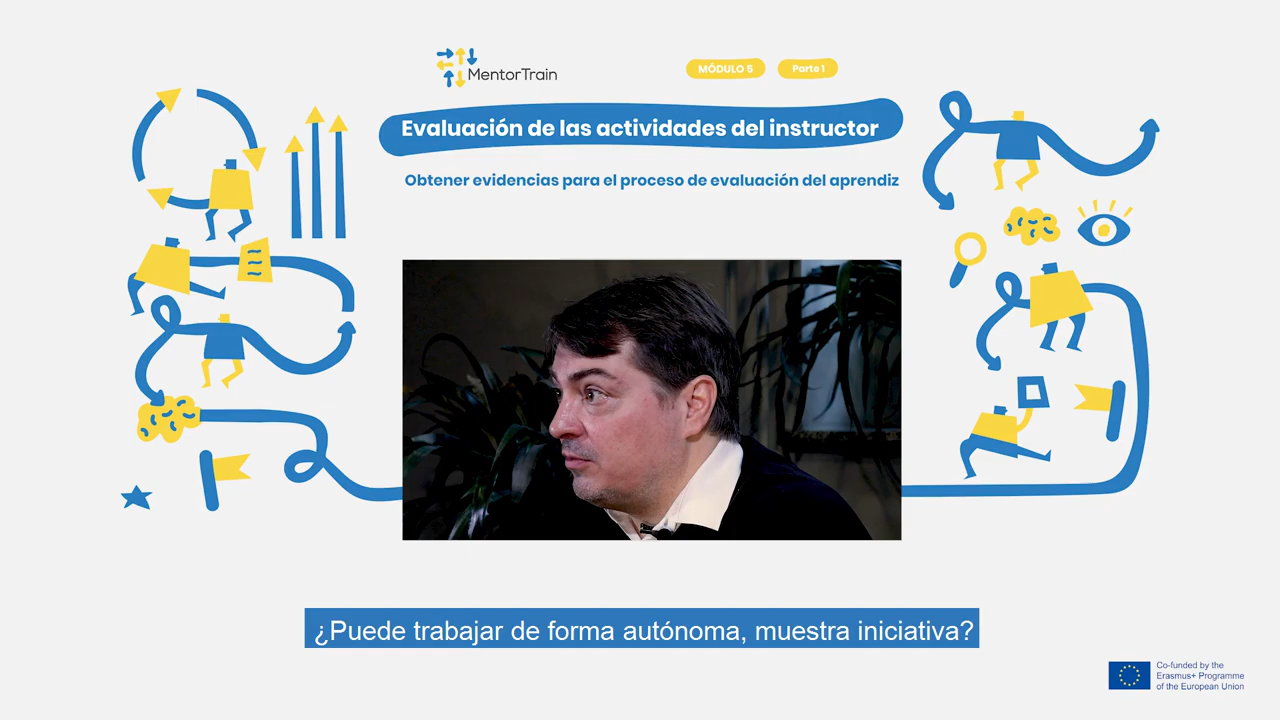 MentorTrain
MÓDULO 5
Parte 1
Evaluación de las actividades del instructor
Obtener evidencias para el proceso de evaluación del aprendiz
¿Puede trabajar de forma autónoma, muestra iniciativa?
Co-funded by the
Erasmus+ Programme
of the European Union